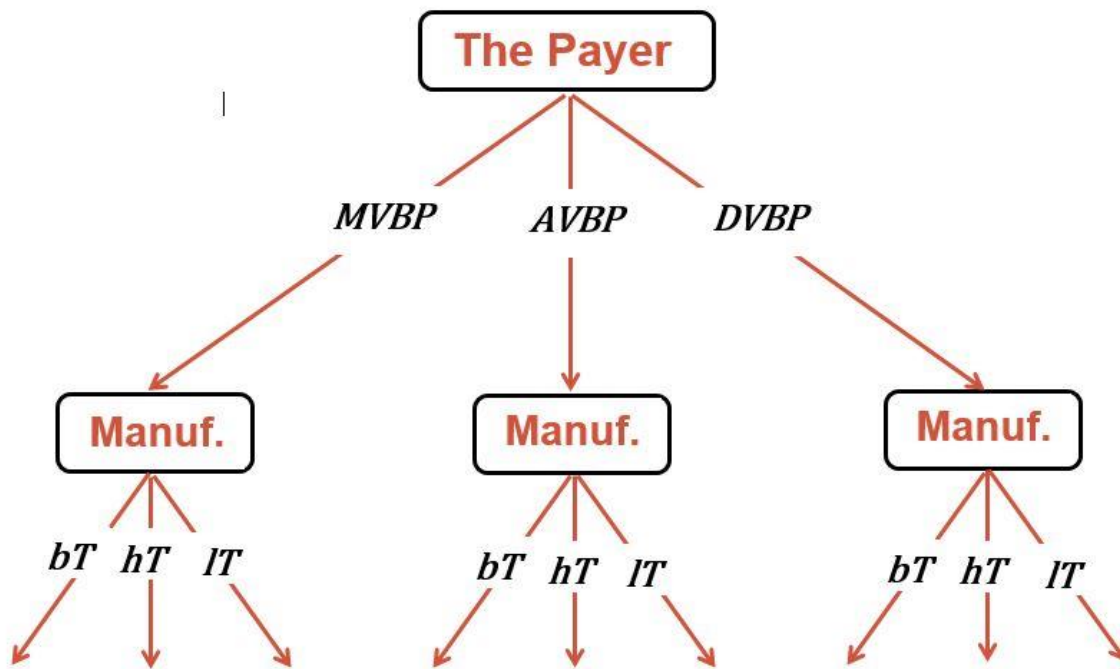 The Payer
MVBP AVBP DVBP
Manuf. Manuf. Manuf.
bT hT lT bT hT lT bT hT lT